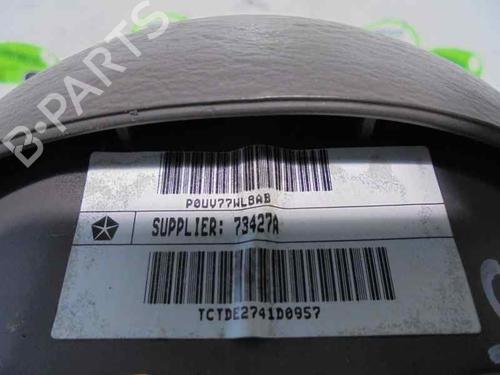 B-PARTS
P0UV77WL8AB
SUPPLIER: 73427A
TCTDE2741D0957